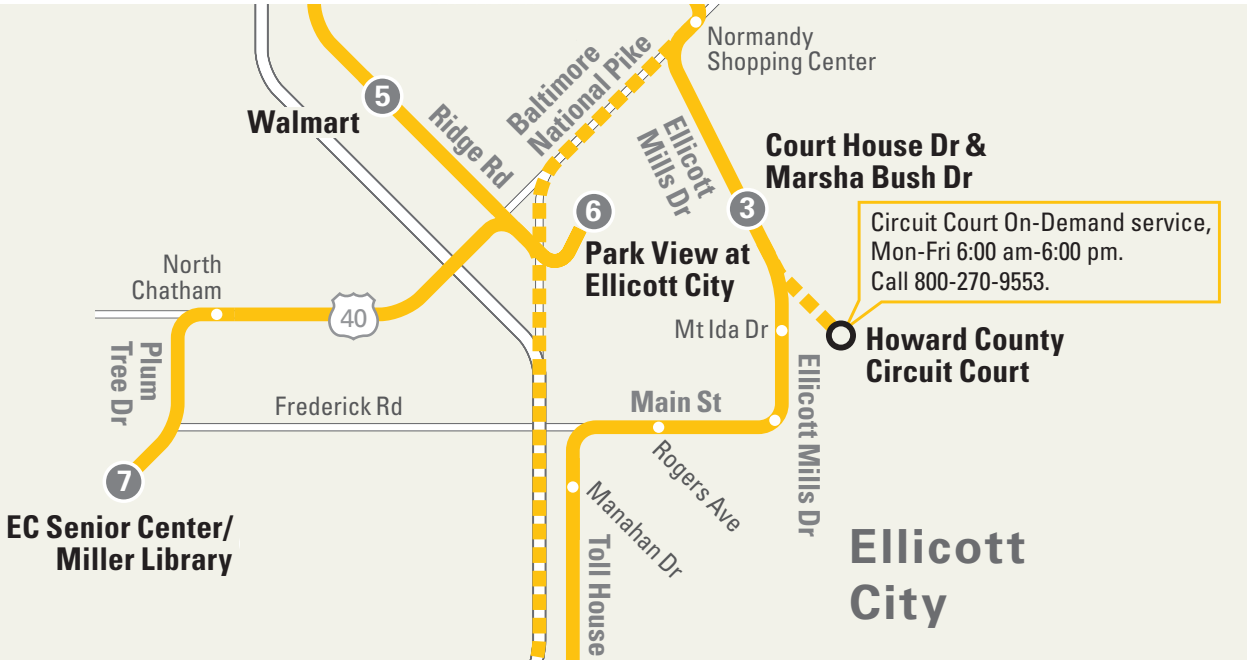 Normandy
Shopping Center
Baltimore
National Pike
5
Walmart
Ridge Rd
Ellicott
Mills Dr
Court House Dr &
Marsha Bush Dr
3
6
Park View at
Ellicott City
Circuit Court On-Demand service,
Mon-Fri 6:00 am-6:00 pm.
Call 800-270-9553.
North
Chatham
40
Mt Ida Dr
Howard County
Circuit Court
Plum
Tree Dr
Frederick Rd
Main St
Ellicott Mills Dr
Rogers Ave
7
EC Senior Center/
Miller Library
Manahan Dr
Toll House
Ellicott
City